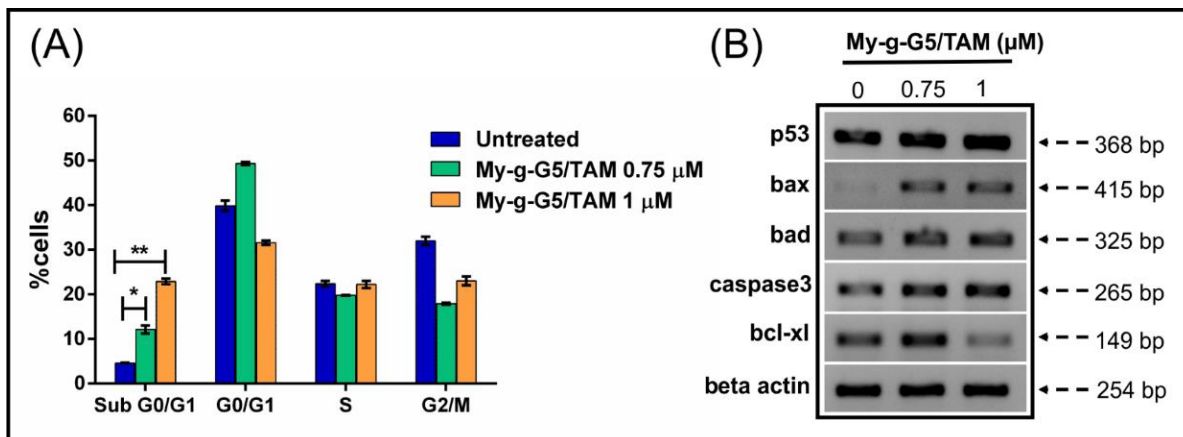 (A)
60
50
40
30
20
10
0
%cells
Untreated
My-g-G5/TAM 0.75 μM
My-g-G5/TAM 1 μM
**
*
Sub G0/G1 G0/G1 S G2/M
(B)
My-g-G5/TAM (μM)
0 0.75 1
p53 368 bp
bax 415 bp
bad 325 bp
caspase3 265 bp
bcl-xl 149 bp
beta actin 254 bp